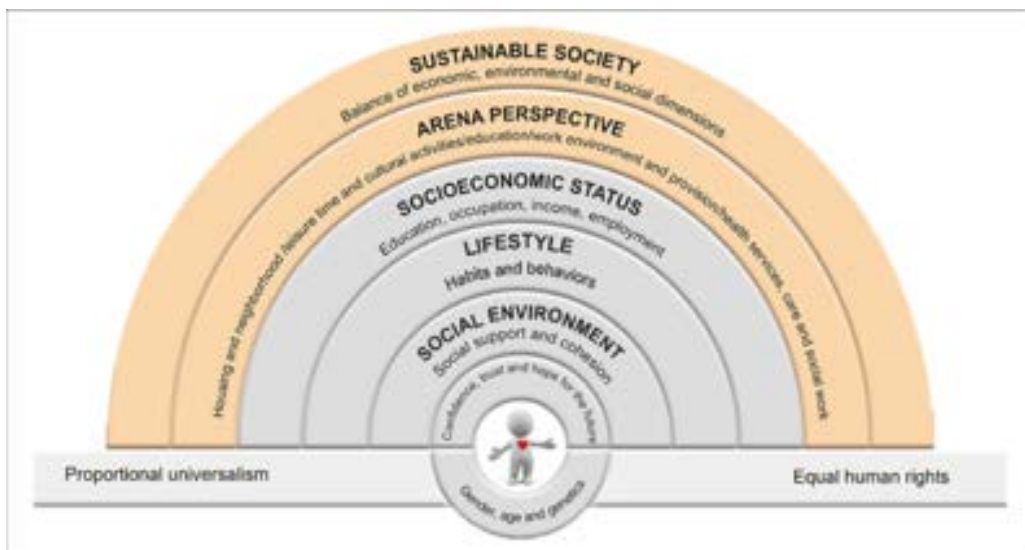 SUSTAINABLE SOCIETY
Balance of economic, environmental and social dimensions
ARENA PERSPECTIVE
Housing and neighborhood /leisure time and cultural activities/education/work environment and provision/health services, care and social work
SOCIOECONOMIC STATUS
Education, occupation, income, employment
LIFESTYLE
Habits and behaviors
SOCIAL ENVIRONMENT
Social support and cohesion
Confidence, trust and hope for the future
Proportional universalism
Equal human rights
Gender, age and genetics